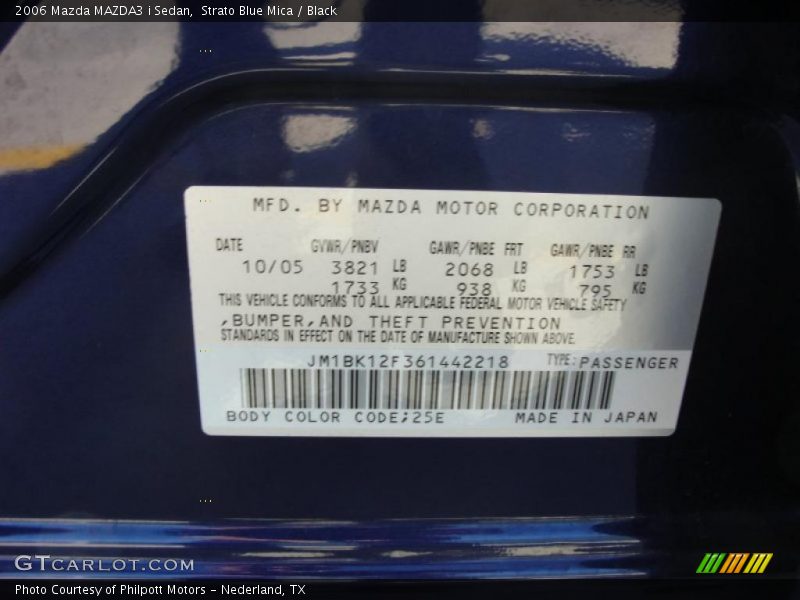 2006 Mazda MAZDA3 i Sedan,  Strato Blue Mica / Black
MFD. BY MAZDA MOTOR CORPORATION
DATE GVWR/PNBV GAWR/PNBE FRT GAWR/PNBE RR
10/05 3821 LB 2068 LB 1753 LB
1733 KG 938 KG 795 KG
THIS VEHICLE CONFORMS TO ALL APPLICABLE FEDERAL MOTOR VEHICLE SAFETY
,BUMPER,AND THEFT PREVENTION
STANDARDS IN EFFECT ON THE DATE OF MANUFACTURE SHOWN ABOVE.
JM1BK12F361442218 TYPE:PASSENGER
BODY COLOR CODE;25E MADE IN JAPAN
GTCARLOT.COM
Photo Courtesy of Philpott Motors - Nederland, TX